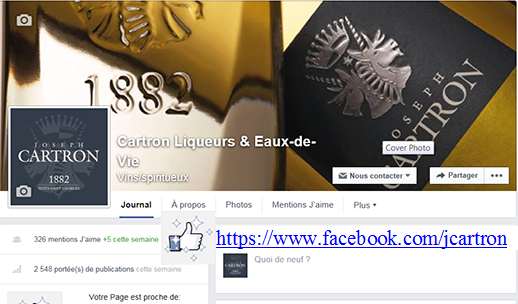 1882
JOSEPH
CARTRON
JOSEPH
CARTRON
1882
NUITS-SAINT-GEORGES
Cartron Liqueurs & Eaux-de-
Vie
Vins/spiritueux
Cover Photo
Nous contacter
Partager
Journal À propos Photos Mentions J'aime Plus
326 mentions J'aime +5 cette semaine
https://www.facebook.com/jcartron
2 548 portée(s) de publications cette semaine
JOSEPH
CARTRON
Quoi de neuf ?
Votre Page est proche de: